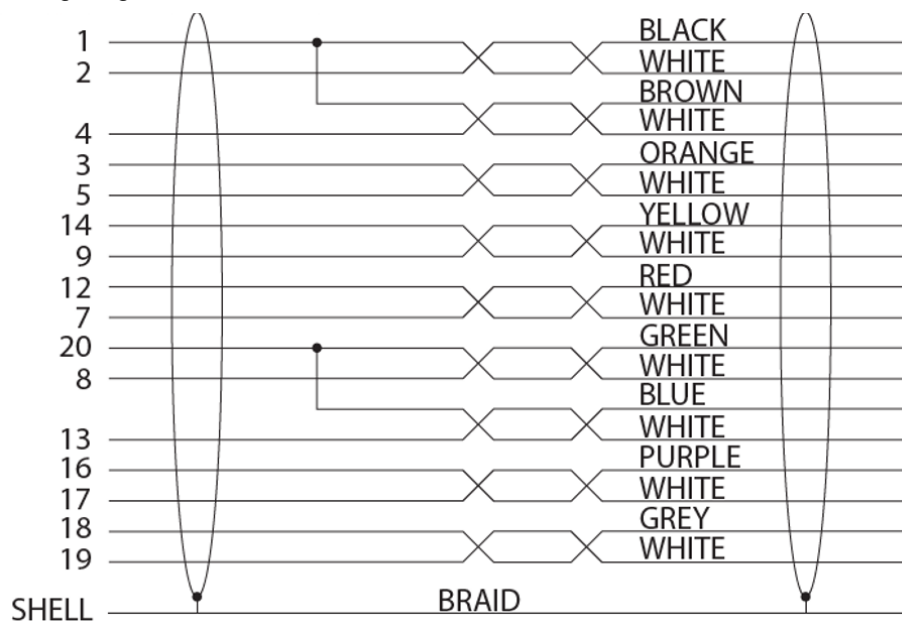 1 BLACK
2 WHITE
BROWN
4 WHITE
3 ORANGE
5 WHITE
14 YELLOW
9 WHITE
12 RED
7 WHITE
20 GREEN
8 WHITE
BLUE
13 WHITE
16 PURPLE
17 WHITE
18 GREY
19 WHITE
SHELL BRAID